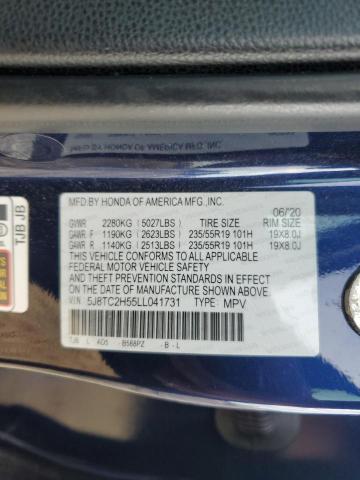 TJB JB
MFD.BY HONDA OF AMERICA MFG.,INC. 06/20
GVWR 2280KG (5027LBS) TIRE SIZE RIM SIZE
GAWR F 1190KG (2623LBS) 235/55R19 101H 19X8.0J
GAWR R 1140KG (2513LBS) 235/55R19 101H 19X8.0J
THIS VEHICLE CONFORMS TO ALL APPLICABLE
FEDERAL MOTOR VEHICLE SAFETY
AND THEFT PREVENTION STANDARDS IN EFFECT ON THE
DATE OF MANUFACTURE SHOWN ABOVE.
V.I.N. 5J8TC2H55LL041731 TYPE: MPV
TJB L AD5 B588PZ - B - L